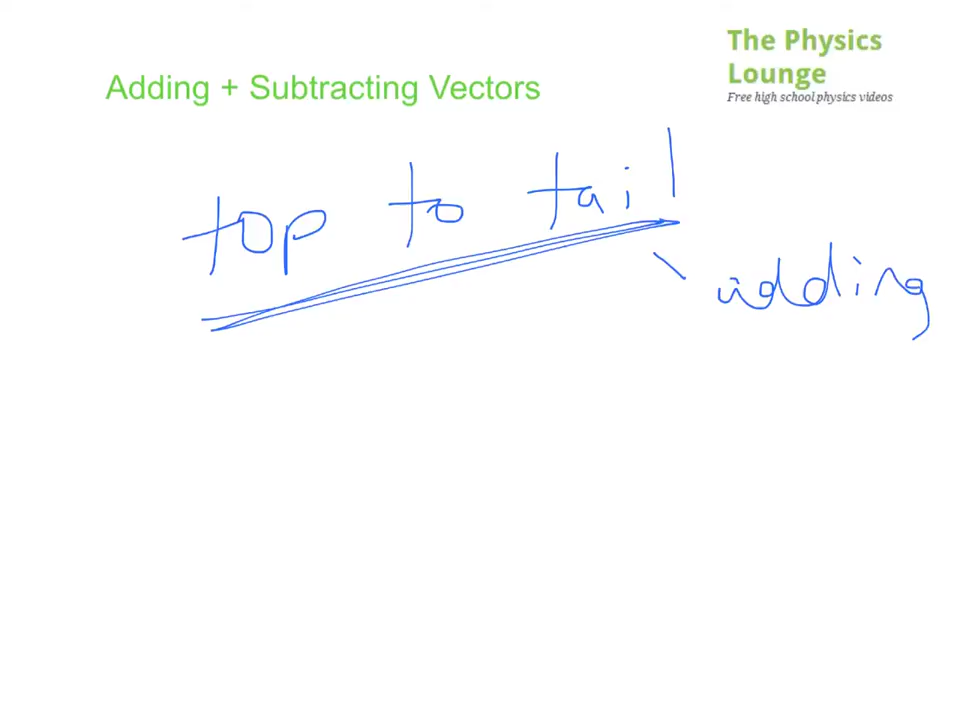 The Physics
Lounge
Free high school physics videos
Adding + Subtracting Vectors
top to tail
adding